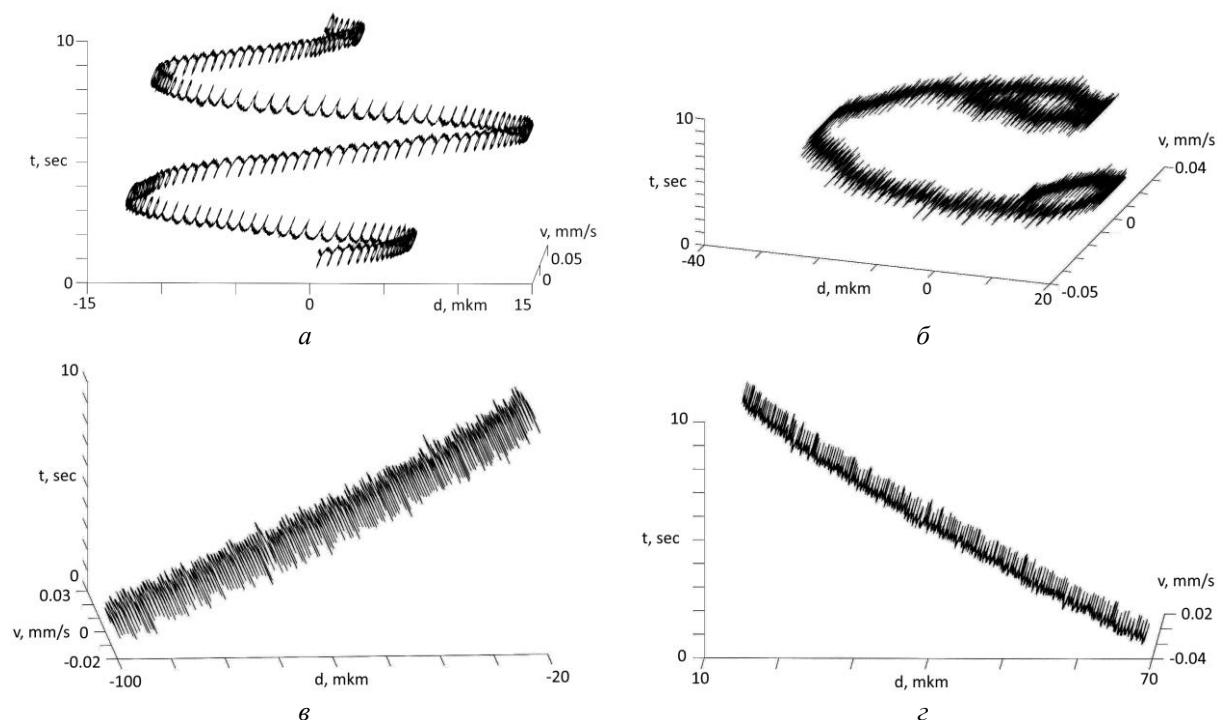 10
t, sec
0
-15
0
d, mkm
15
v, mm/s
0.05
0
а
10
t, sec
0
-40
d, mkm
0
20
v, mm/s
0.04
0
-0.05
б
10
t, sec
0
0.03
v, mm/s
0
-0.02
-100
d, mkm
-20
в
10
t, sec
0
10
d, mkm
70
v, mm/s
0.02
-0.04
г